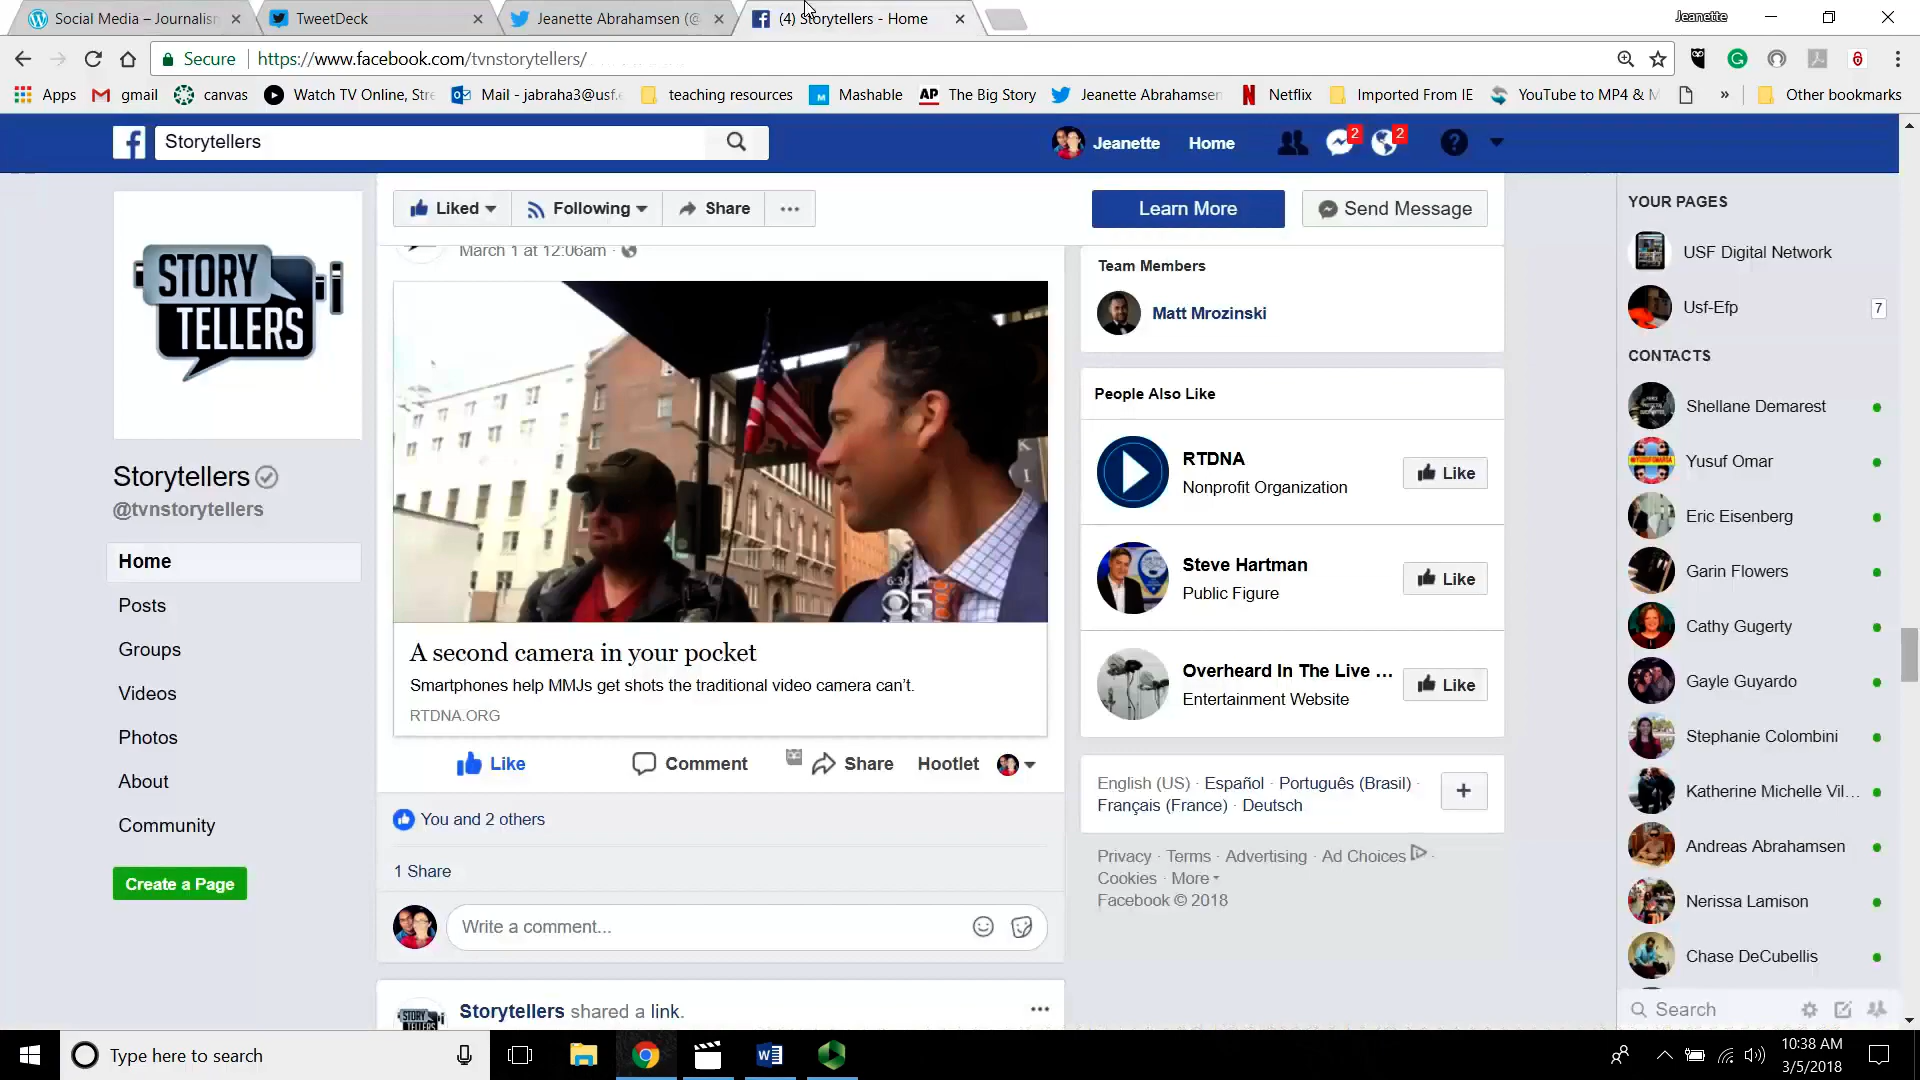 Social Media – Journalism
TweetDeck
Jeanette Abrahamsen (@
(4) Storytellers - Home
Jeanette
Secure
https://www.facebook.com/tvnstorytellers/
Apps
gmail
canvas
Watch TV Online, Stre
Mail - jabraha3@usf.e
teaching resources
Mashable
AP The Big Story
Jeanette Abrahamsen
Netflix
Imported From IE
YouTube to MP4 & M
»
Other bookmarks
Storytellers
Jeanette
Home
2
2
STORY
TELLERS
Storytellers
@tvnstorytellers
Home
Posts
Groups
Videos
Photos
About
Community
Create a Page
Liked
Following
Share
Learn More
Send Message
March 1 at 12:06am ·
6:36
CBS 5
A second camera in your pocket
Smartphones help MMJs get shots the traditional video camera can't.
RTDNA.ORG
Like
Comment
Share
Hootlet
You and 2 others
1 Share
Write a comment...
STORY
TELLERS
Storytellers shared a link.
Team Members
Matt Mrozinski
People Also Like
RTDNA
Nonprofit Organization
Like
Steve Hartman
Public Figure
Like
Overheard In The Live ...
Entertainment Website
Like
English (US) · Español · Português (Brasil) ·
Français (France) · Deutsch
Privacy · Terms · Advertising · Ad Choices ·
Cookies · More
Facebook © 2018
YOUR PAGES
USF Digital Network
Usf-Efp
7
CONTACTS
Shellane Demarest
Yusuf Omar
Eric Eisenberg
Garin Flowers
Cathy Gugerty
Gayle Guyardo
Stephanie Colombini
Katherine Michelle Vil...
Andreas Abrahamsen
Nerissa Lamison
Chase DeCubellis
Search
Type here to search
10:38 AM
3/5/2018